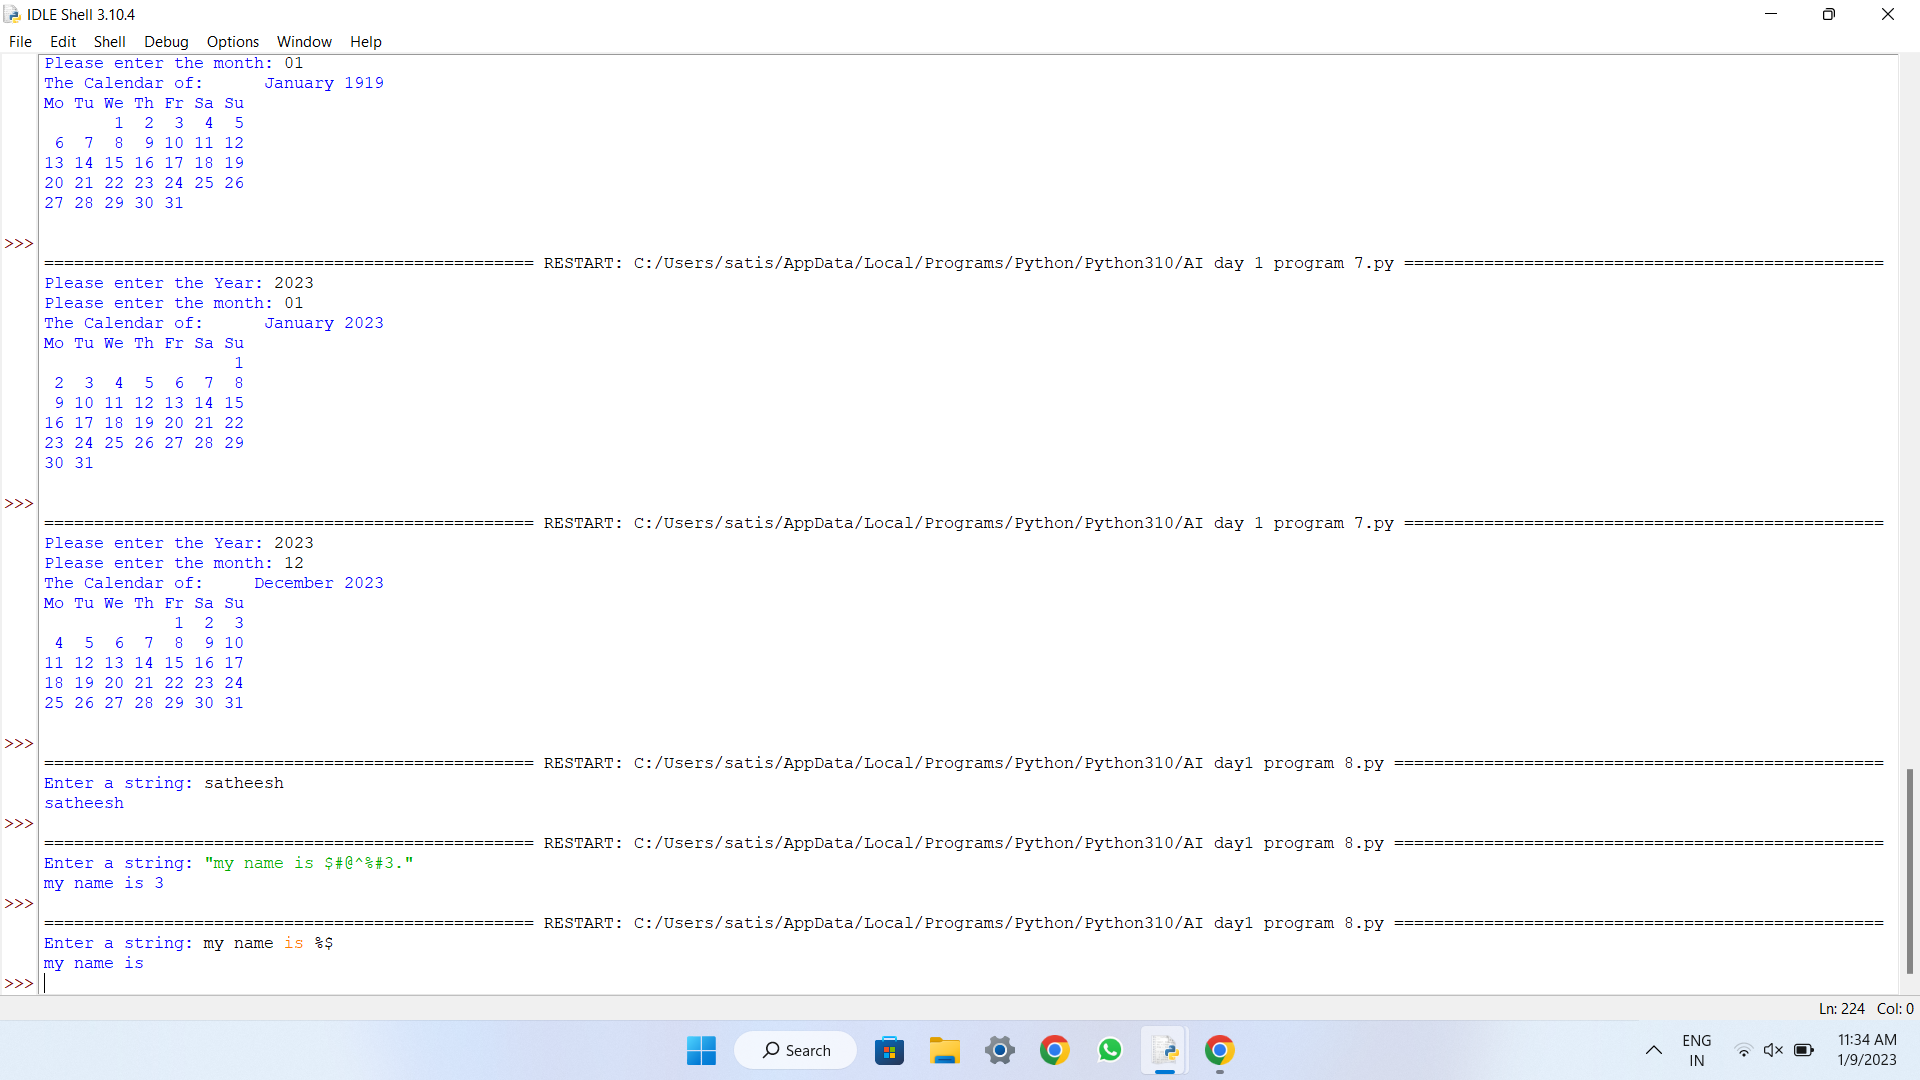 IDLE Shell 3.10.4
File Edit Shell Debug Options Window Help
Please enter the month: 01
The Calendar of:      January 1919
Mo Tu We Th Fr Sa Su
       1  2  3  4  5
 6  7  8  9 10 11 12
13 14 15 16 17 18 19
20 21 22 23 24 25 26
27 28 29 30 31
>>>
================================================= RESTART: C:/Users/satis/AppData/Local/Programs/Python/Python310/AI day 1 program 7.py ================================================
Please enter the Year: 2023
Please enter the month: 01
The Calendar of:      January 2023
Mo Tu We Th Fr Sa Su
                   1
 2  3  4  5  6  7  8
 9 10 11 12 13 14 15
16 17 18 19 20 21 22
23 24 25 26 27 28 29
30 31
>>>
================================================= RESTART: C:/Users/satis/AppData/Local/Programs/Python/Python310/AI day 1 program 7.py ================================================
Please enter the Year: 2023
Please enter the month: 12
The Calendar of:     December 2023
Mo Tu We Th Fr Sa Su
             1  2  3
 4  5  6  7  8  9 10
11 12 13 14 15 16 17
18 19 20 21 22 23 24
25 26 27 28 29 30 31
>>>
================================================= RESTART: C:/Users/satis/AppData/Local/Programs/Python/Python310/AI day1 program 8.py =================================================
Enter a string: satheesh
satheesh
>>>
================================================= RESTART: C:/Users/satis/AppData/Local/Programs/Python/Python310/AI day1 program 8.py =================================================
Enter a string: "my name is $#@^%#3."
my name is 3
>>>
================================================= RESTART: C:/Users/satis/AppData/Local/Programs/Python/Python310/AI day1 program 8.py =================================================
Enter a string: my name is %$
my name is
>>>
Ln: 224 Col: 0
Search
ENG
IN
11:34 AM
1/9/2023